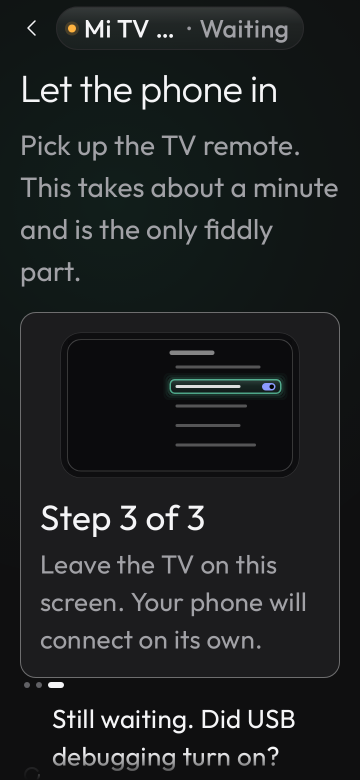 Mi TV ... · Waiting
Let the phone in
Pick up the TV remote.
This takes about a minute
and is the only fiddly
part.
Step 3 of 3
Leave the TV on this
screen. Your phone will
connect on its own.
Still waiting. Did USB
debugging turn on?